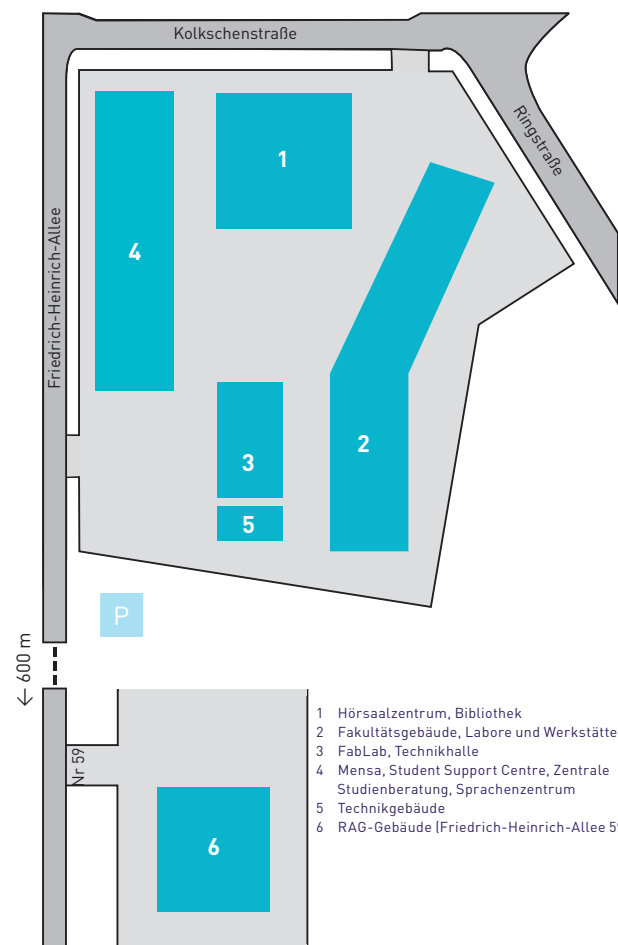 Kolkschenstraße
Ringstraße
Friedrich-Heinrich-Allee
1
4
2
3
5
P
← 600 m
Nr 59
6
1 Hörsaalzentrum, Bibliothek
2 Fakultätsgebäude, Labore und Werkstätte
3 FabLab, Technikhalle
4 Mensa, Student Support Centre, Zentrale
Studienberatung, Sprachenzentrum
5 Technikgebäude
6 RAG-Gebäude (Friedrich-Heinrich-Allee 59